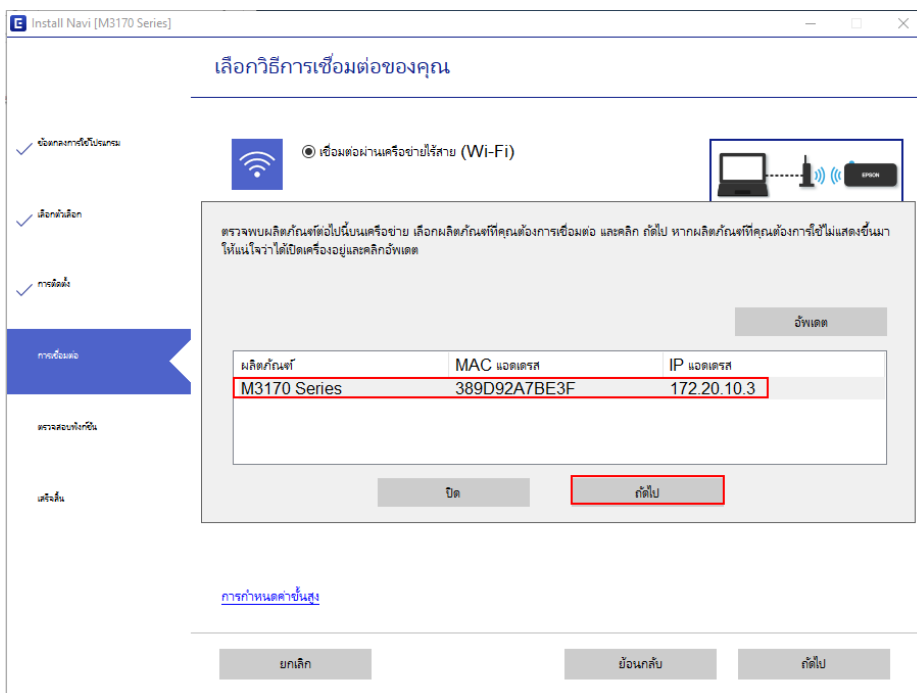 Install Navi [M3170 Series]
เลือกวิธีการเชื่อมต่อของคุณ
ข้อตกลงการใช้โปรแกรม
เชื่อมต่อผ่านเครือข่ายไร้สาย (Wi-Fi)
EPSON
เลือกตัวเลือก
ตรวจพบผลิตภัณฑ์ต่อไปนี้บนเครือข่าย เลือกผลิตภัณฑ์ที่คุณต้องการเชื่อมต่อ และคลิก ถัดไป หากผลิตภัณฑ์ที่คุณต้องการใช้ไม่แสดงขึ้นมา
ให้แน่ใจว่าได้เปิดเครื่องอยู่และคลิกอัพเดต
การติดตั้ง
อัพเดต
การเชื่อมต่อ
ผลิตภัณฑ์ MAC แอดเดรส IP แอดเดรส
M3170 Series 389D92A7BE3F 172.20.10.3
ตรวจสอบฟังก์ชัน
ปิด ถัดไป
เสร็จสิ้น
การกำหนดค่าขั้นสูง
ยกเลิก ย้อนกลับ ถัดไป